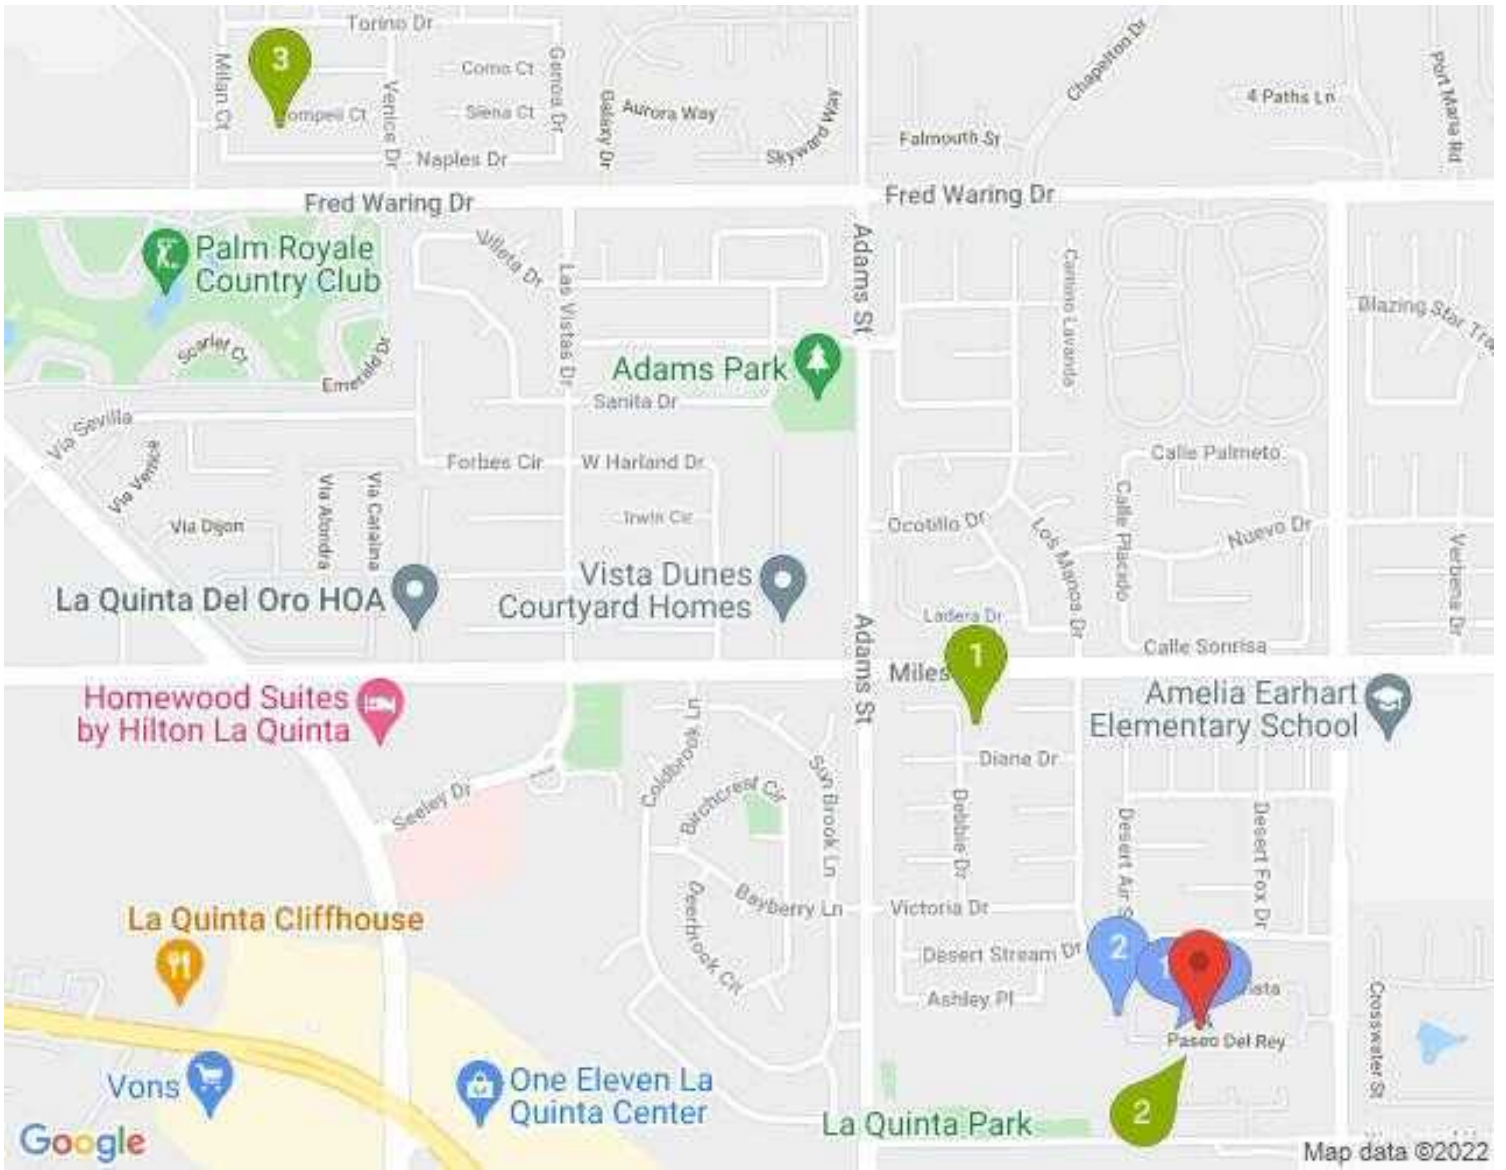 Torino Dr
3
Milan Ct
Venice Dr
Como Ct
Siena Ct
Genoa Dr
Galaxy Dr
Aurora Way
Skyward Way
Chapelton Dr
Falmouth St
4 Paths Ln
Port Maria Rd
Naples Dr
Fred Waring Dr
Fred Waring Dr
Palm Royale
Country Club
Villeta Dr
Las Vistas Dr
Adams St
Camino Lavanda
Blazing Star
Scarlet Ct
Emerald Dr
Adams Park
Sanita Dr
Via Sevilla
Via Venice
Via Dijon
Via Alondra
Via Catalina
Forbes Cir
W Harland Dr
Irwin Cir
Calle Palmeto
Calle Placido
Nuevo Dr
Ocotillo Dr
Los Manos Dr
Verbena Dr
La Quinta Del Oro HOA
Vista Dunes
Courtyard Homes
Ladera Dr
Calle Sonrisa
Adams St
Miles
1
Homewood Suites
by Hilton La Quinta
Amelia Earhart
Elementary School
Diane Dr
Seeley Dr
Coldbrook Ln
Birchcrest Cir
Sun Brook Ln
Debbie Dr
Desert Air S
Desert Fox Dr
La Quinta Cliffhouse
Deerbrook Cir
Bayberry Ln
Victoria Dr
Desert Stream Dr
2
Ashley Pl
Paseo Del Rey
Crosswater St
Vons
One Eleven La
Quinta Center
2
La Quinta Park
Google
Map data ©2022